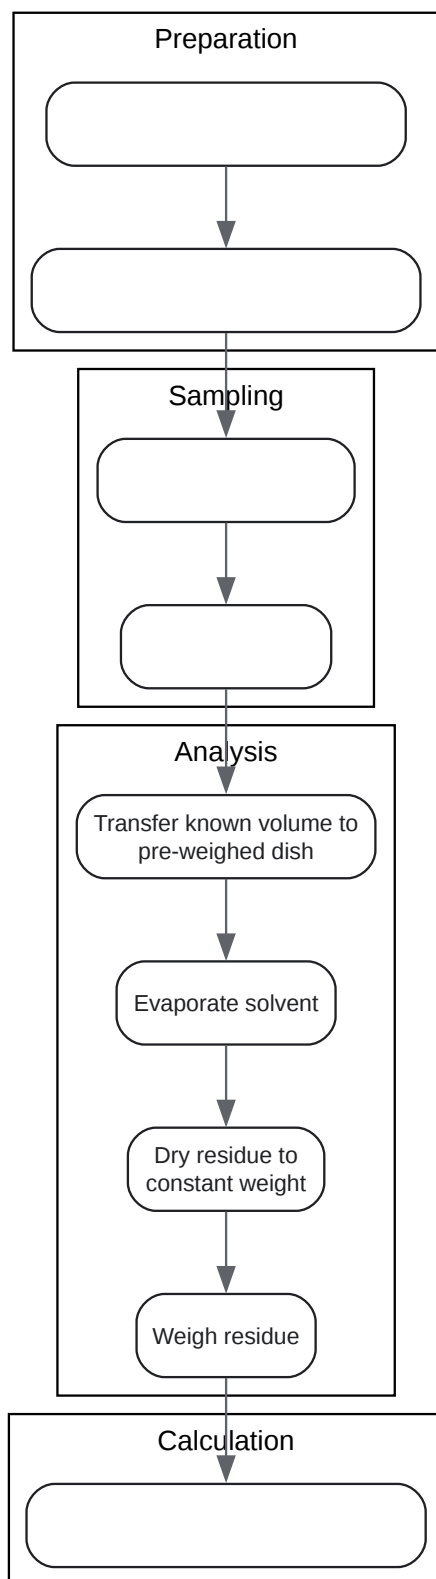 Preparation
Sampling
Analysis
Transfer known volume to
pre-weighed dish
Evaporate solvent
Dry residue to
constant weight
Weigh residue
Calculation